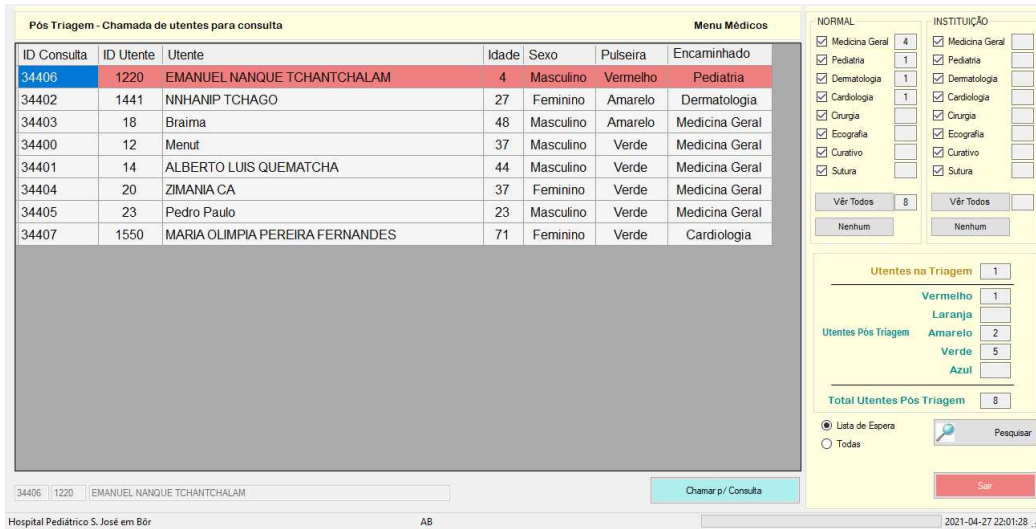 Pós Triagem - Chamada de utentes para consulta Menu Médicos
ID Consulta ID Utente Utente Idade Sexo Pulseira Encaminhado
34406 1220 EMANUEL NANQUE TCHANTCHALAM 4 Masculino Vermelho Pediatria
34402 1441 NNHANIP TCHAGO 27 Feminino Amarelo Dermatologia
34403 18 Braima 48 Masculino Amarelo Medicina Geral
34400 12 Menut 37 Masculino Verde Medicina Geral
34401 14 ALBERTO LUIS QUEMATCHA 44 Masculino Verde Medicina Geral
34404 20 ZIMANIA CA 37 Feminino Verde Medicina Geral
34405 23 Pedro Paulo 23 Masculino Verde Medicina Geral
34407 1550 MARIA OLIMPIA PEREIRA FERNANDES 71 Feminino Verde Cardiologia
34406 1220 EMANUEL NANQUE TCHANTCHALAM
Chamar p/ Consulta
NORMAL
Medicina Geral 4
Pediatria 1
Dermatologia 1
Cardiologia 1
Cirurgia
Ecografia
Curativo
Sutura
Vêr Todos 8
Nenhum
INSTITUIÇÃO
Medicina Geral
Pediatria
Dermatologia
Cardiologia
Cirurgia
Ecografia
Curativo
Sutura
Vêr Todos
Nenhum
Utentes na Triagem 1
Vermelho 1
Laranja
Utentes Pós Triagem Amarelo 2
Verde 5
Azul
Total Utentes Pós Triagem 8
Lista de Espera
Todas
Pesquisar
Sair
Hospital Pediátrico S. José em Bôr AB 2021-04-27 22:01:28